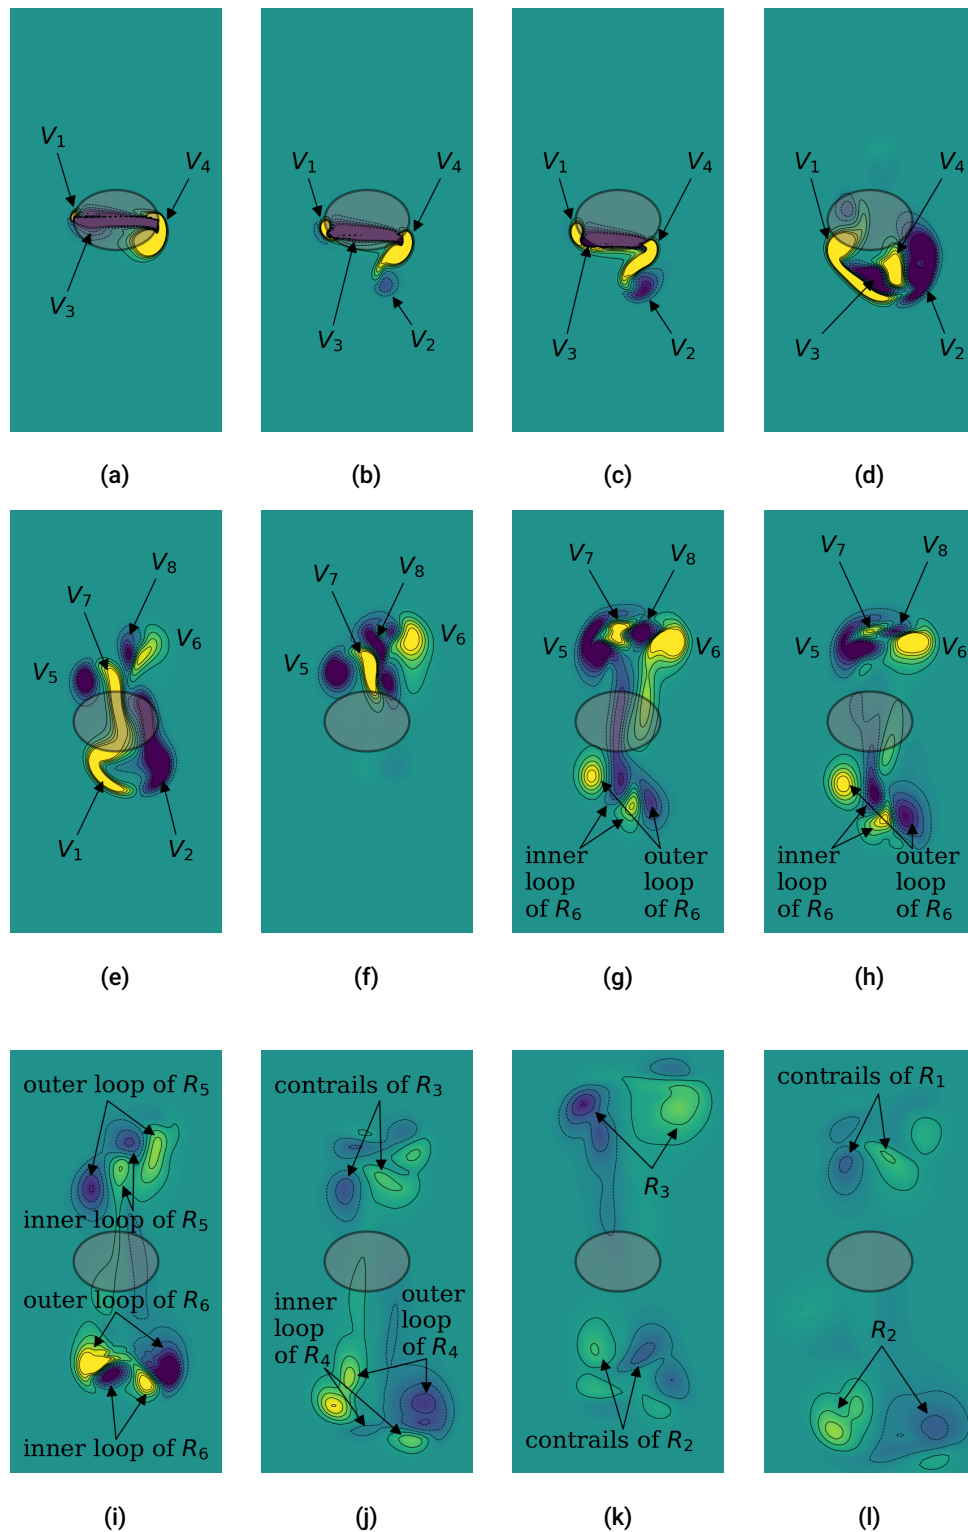 V1
V4
V3
(a)
V1
V4
V3
V2
(b)
V1
V4
V3
V2
(c)
V1
V4
V3
V2
(d)
V8
V7
V6
V5
V1
V2
(e)
V7
V8
V6
V5
(f)
V7
V8
V5
V6
inner
loop
of R6
outer
loop
of R6
(g)
V7
V8
V5
V6
inner
loop
of R6
outer
loop
of R6
(h)
outer loop of R5
inner loop of R5
outer loop of R6
inner loop of R6
(i)
contrails of R3
inner
loop
of R4
outer
loop
of R4
(j)
R3
contrails of R2
(k)
contrails of R1
R2
(l)